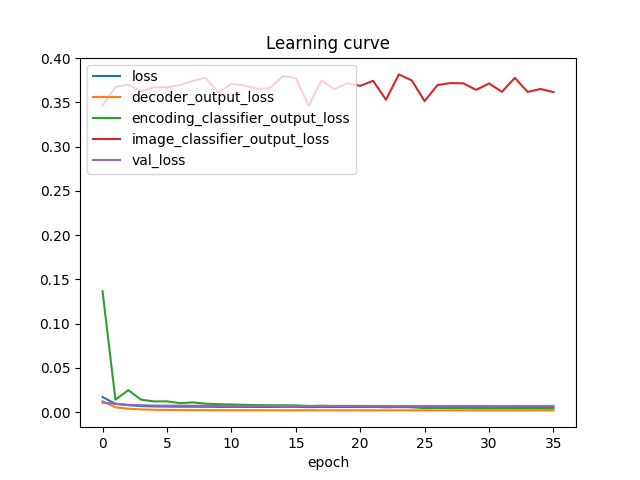 Learning curve
0.40
0.35
0.30
0.25
0.20
0.15
0.10
0.05
0.00
loss
decoder_output_loss
encoding_classifier_output_loss
image_classifier_output_loss
val_loss
0 5 10 15 20 25 30 35
epoch